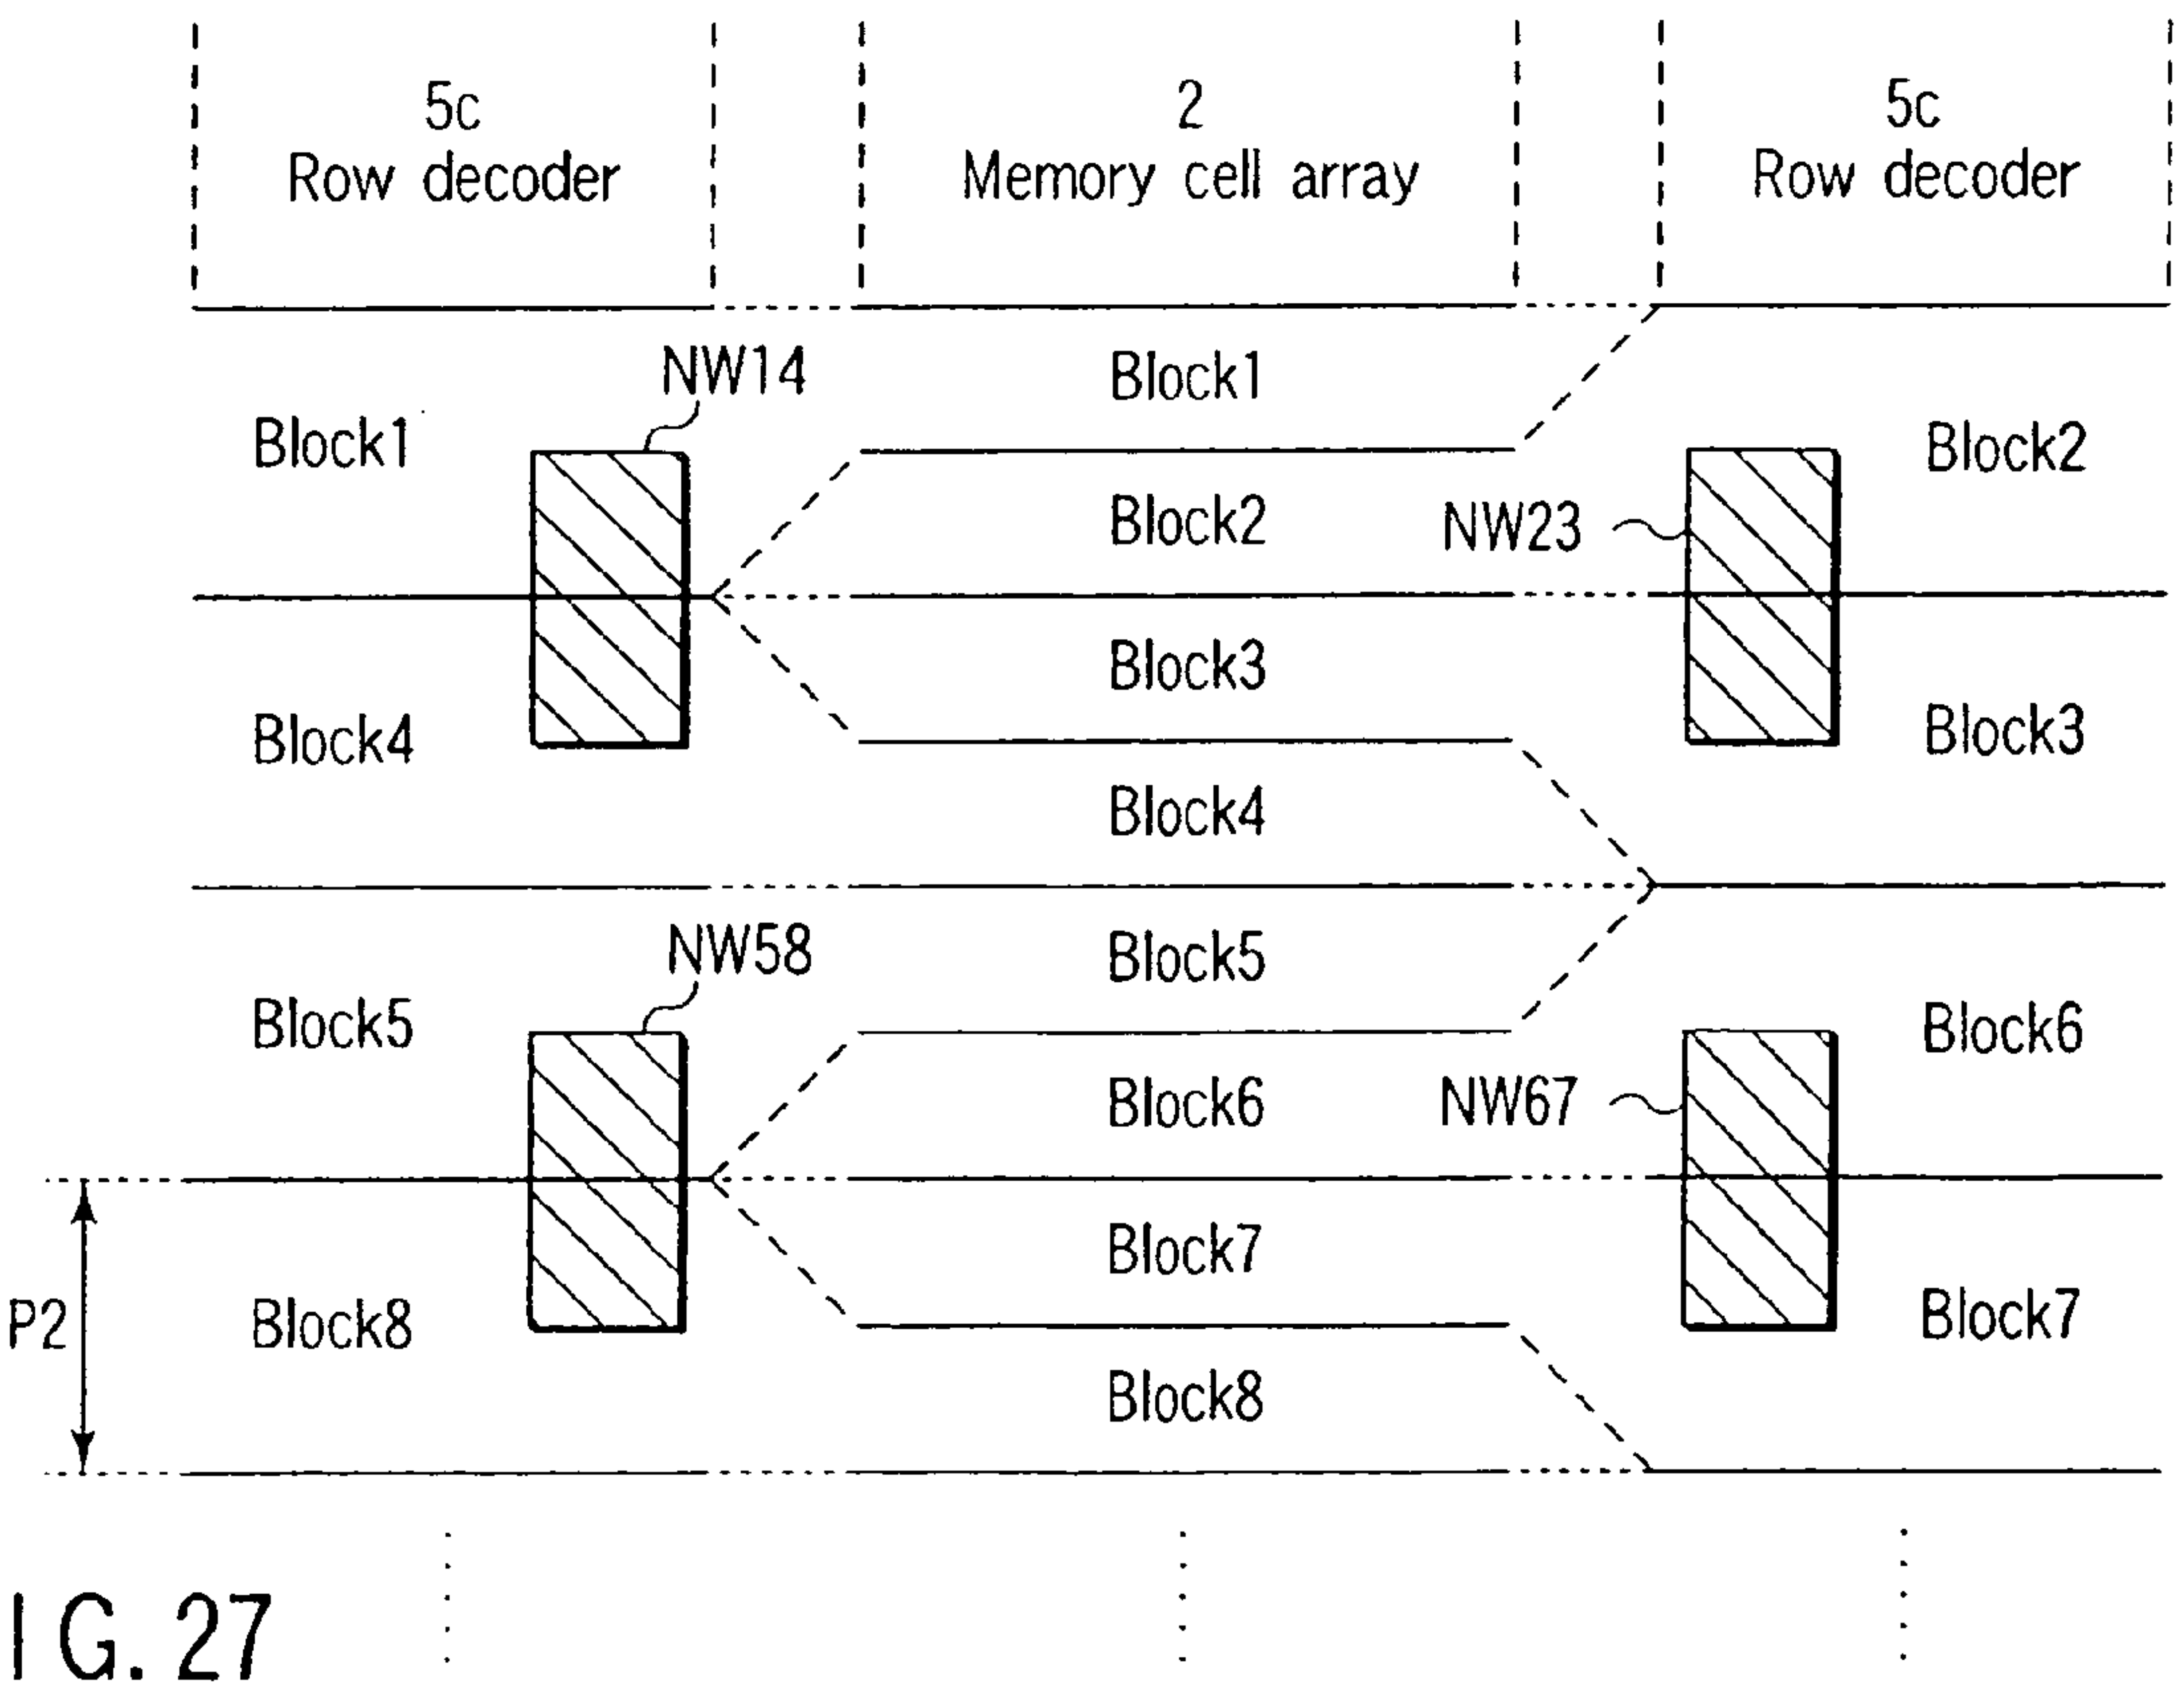 5c
Row decoder
2
Memory cell array
5c
Row decoder
NW14
Block1
Block1
Block2
Block2
NW23
Block3
Block4
Block3
Block4
NW58
Block5
Block5
Block6
Block6
NW67
Block7
P2
Block8
Block7
Block8
IG. 27